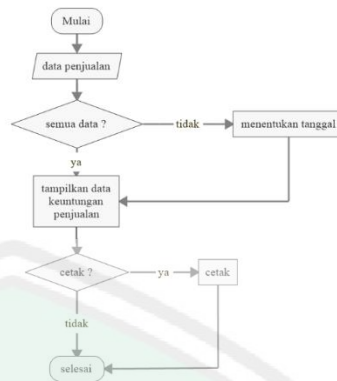 Mulai
data penjualan
semua data ?
tidak
menentukan tanggal
ya
tampilkan data
keuntungan
penjualan
cetak ?
ya
cetak
tidak
selesai